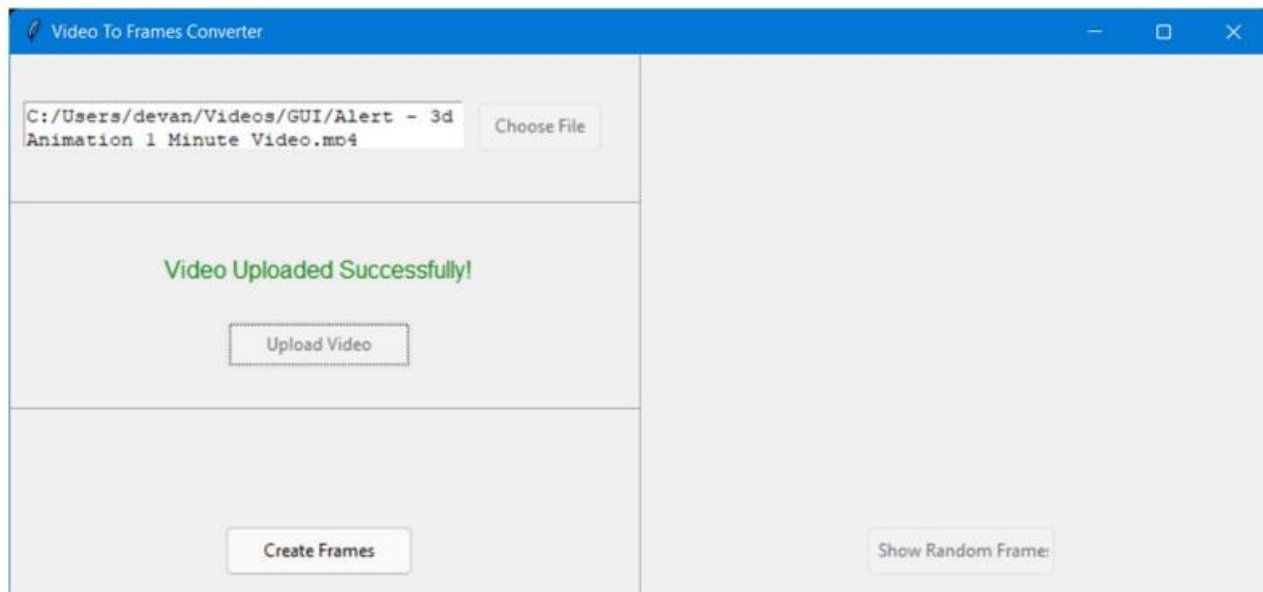 Video To Frames Converter
C:/Users/devan/Videos/GUI/Alert - 3d
Animation 1 Minute Video.mp4
Choose File
Video Uploaded Successfully!
Upload Video
Create Frames
Show Random Frame